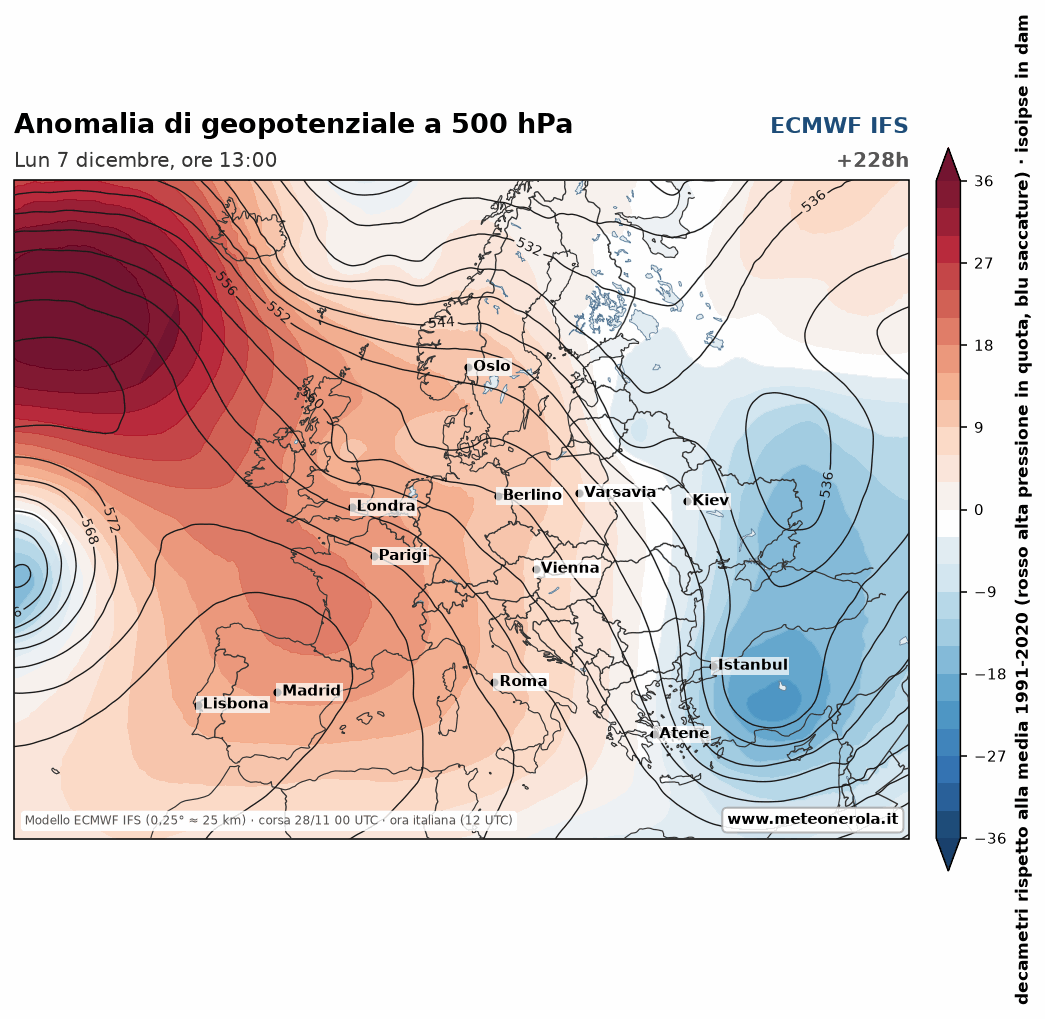 Anomalia di geopotenziale a 500 hPa
ECMWF IFS
Lun 7 dicembre, ore 13:00
+228h
536
532
556
552
544
Oslo
560
536
Berlino
Varsavia
Kiev
Londra
572
568
Parigi
Vienna
6
Istanbul
Roma
Madrid
Lisbona
Atene
Modello ECMWF IFS (0,25° ≈ 25 km) · corsa 28/11 00 UTC · ora italiana (12 UTC)
www.meteonerola.it
36
27
18
9
0
−9
−18
−27
−36
decametri rispetto alla media 1991-2020 (rosso alta pressione in quota, blu saccature) · isoipse in dam